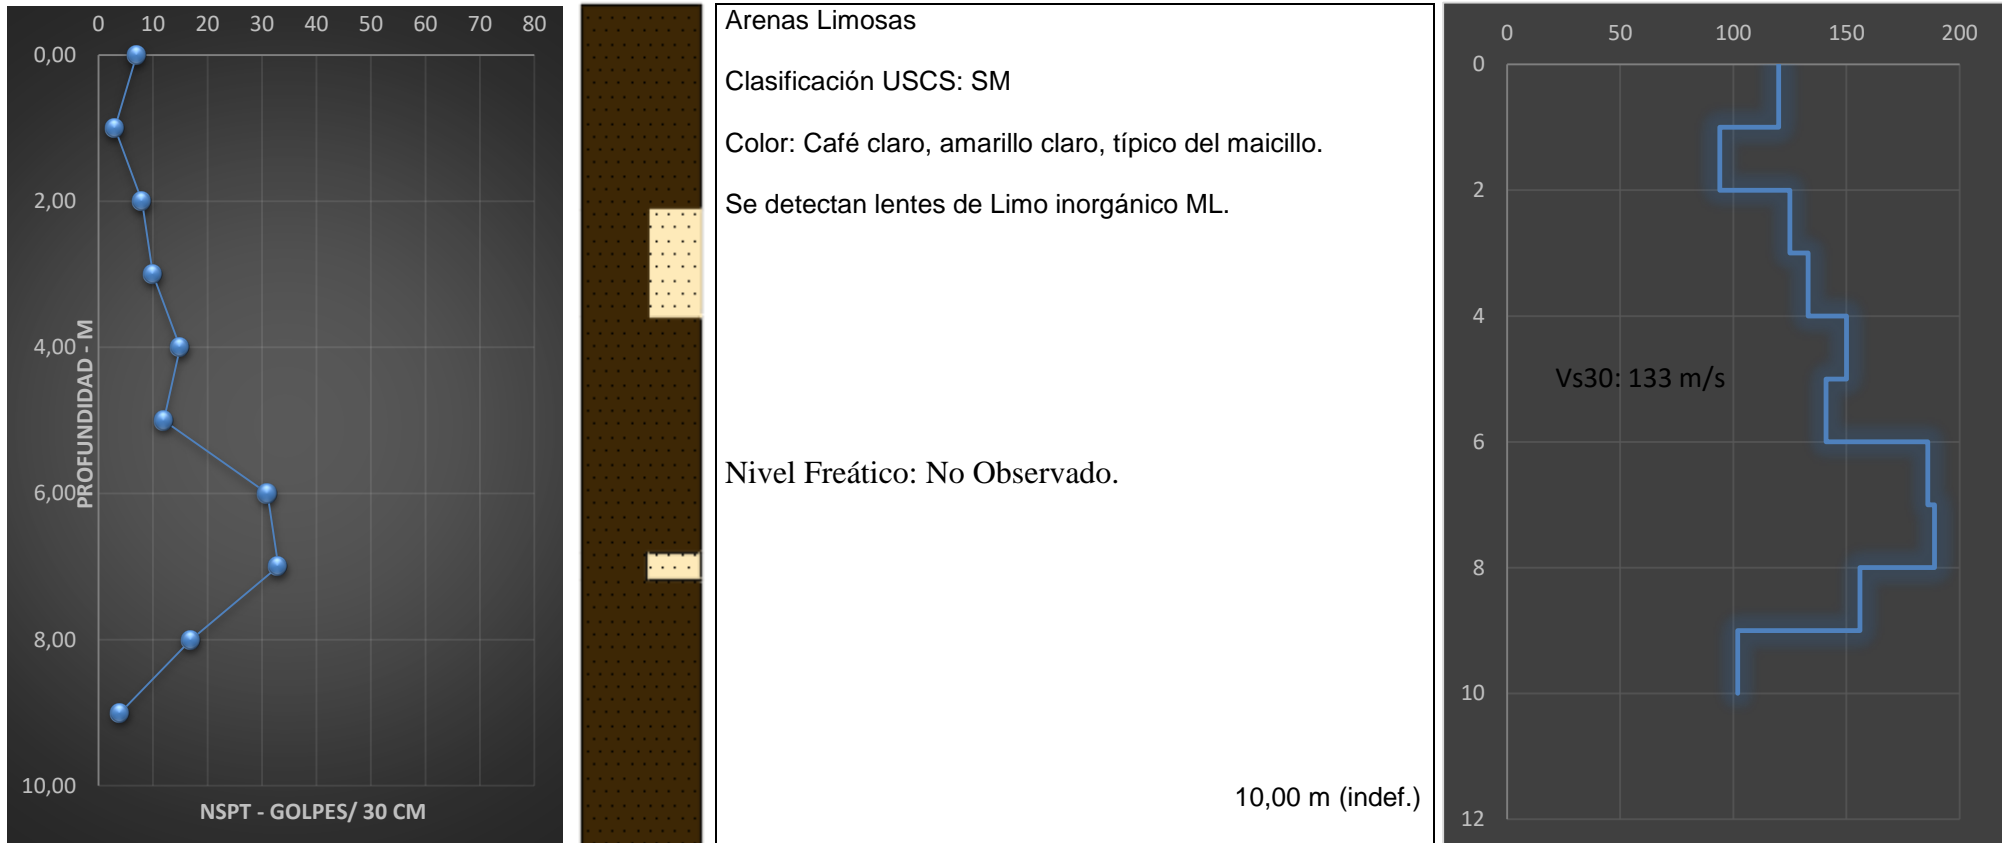 0 10 20 30 40 50 60 70 80
0,00
2,00
4,00
6,00
8,00
10,00
PROFUNDIDAD - M
NSPT - GOLPES/ 30 CM
Arenas Limosas
Clasificación USCS: SM
Color: Café claro, amarillo claro, típico del maicillo.
Se detectan lentes de Limo inorgánico ML.
Nivel Freático: No Observado.
10,00 m (indef.)
0 50 100 150 200
0
2
4
6
8
10
12
Vs30: 133 m/s